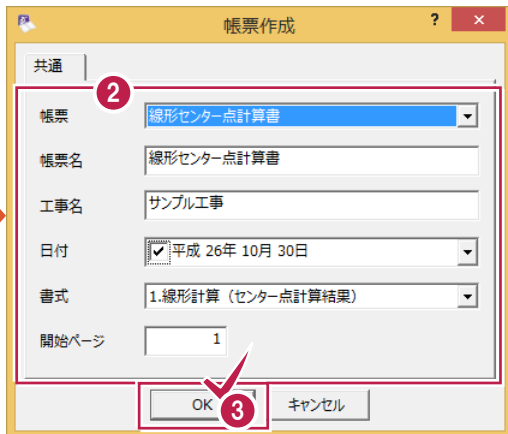 帳票作成
? ×
共通
2
帳票 線形センター点計算書
帳票名 線形センター点計算書
工事名 サンプル工事
日付 平成 26年 10月 30日
書式 1.線形計算（センター点計算結果）
開始ページ 1
OK 3 キャンセル